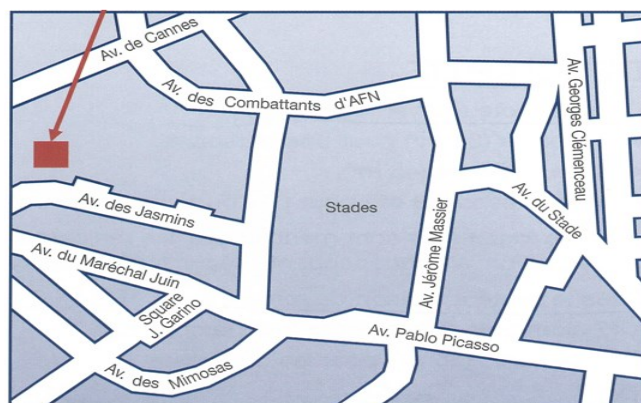 Av. de Cannes
Av. des Combattants d'AFN
Av. Georges Clémenceau
Av. des Jasmins
Stades
Av. Jérôme Massier
Av. du Stade
Av. du Maréchal Juin
Square
J. Garino
Av. Pablo Picasso
Av. des Mimosas